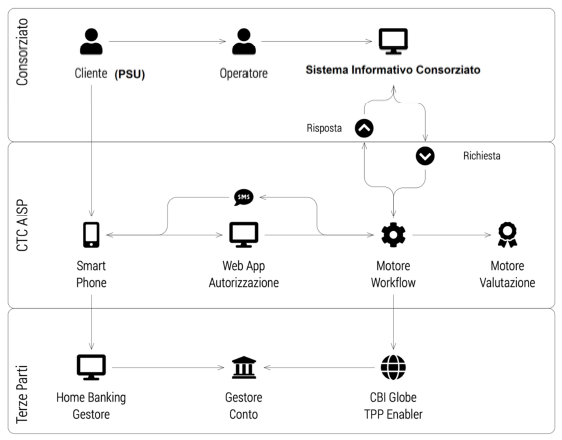 Consorziato
Cliente (PSU)
Operatore
Sistema Informativo Consorziato
Risposta
Richiesta
CTC AISP
SMS
Smart
Phone
Web App
Autorizzazione
Motore
Workflow
Motore
Valutazione
Terze Parti
Home Banking
Gestore
Gestore
Conto
CBI Globe
TPP Enabler